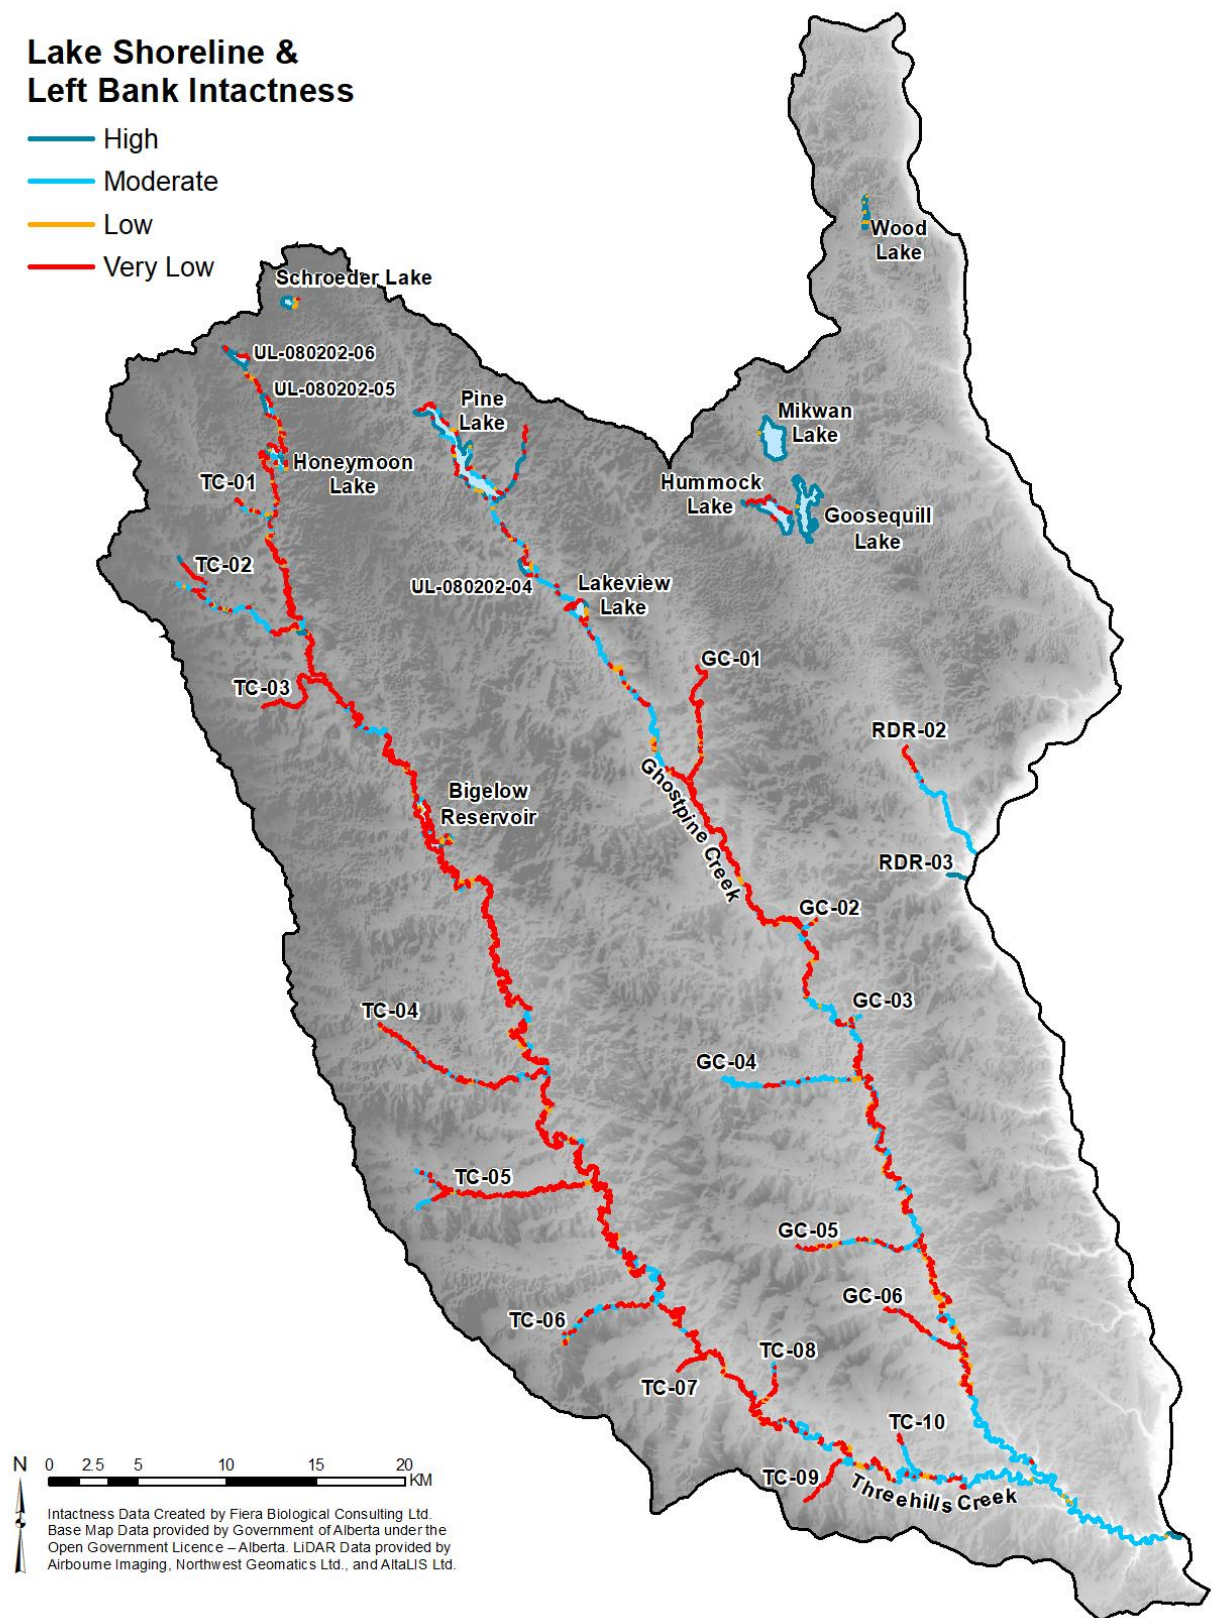 Lake Shoreline &
Left Bank Intactness
High
Moderate
Low
Very Low
Wood
Lake
Schroeder Lake
UL-080202-06
UL-080202-05
Pine
Lake
Mikwan
Lake
Honeymoon
Lake
TC-01
Hummock
Lake
Goosequill
Lake
TC-02
UL-080202-04
Lakeview
Lake
GC-01
TC-03
RDR-02
Ghostpine Creek
Bigelow
Reservoir
RDR-03
GC-02
TC-04
GC-03
GC-04
TC-05
GC-05
GC-06
TC-06
TC-08
TC-07
TC-10
TC-09
Threehills Creek
N
0 2.5 5 10 15 20
KM
Intactness Data Created by Fiera Biological Consulting Ltd.
Base Map Data provided by Government of Alberta under the
Open Government Licence – Alberta. LiDAR Data provided by
Airbourne Imaging, Northwest Geomatics Ltd., and AltaLIS Ltd.